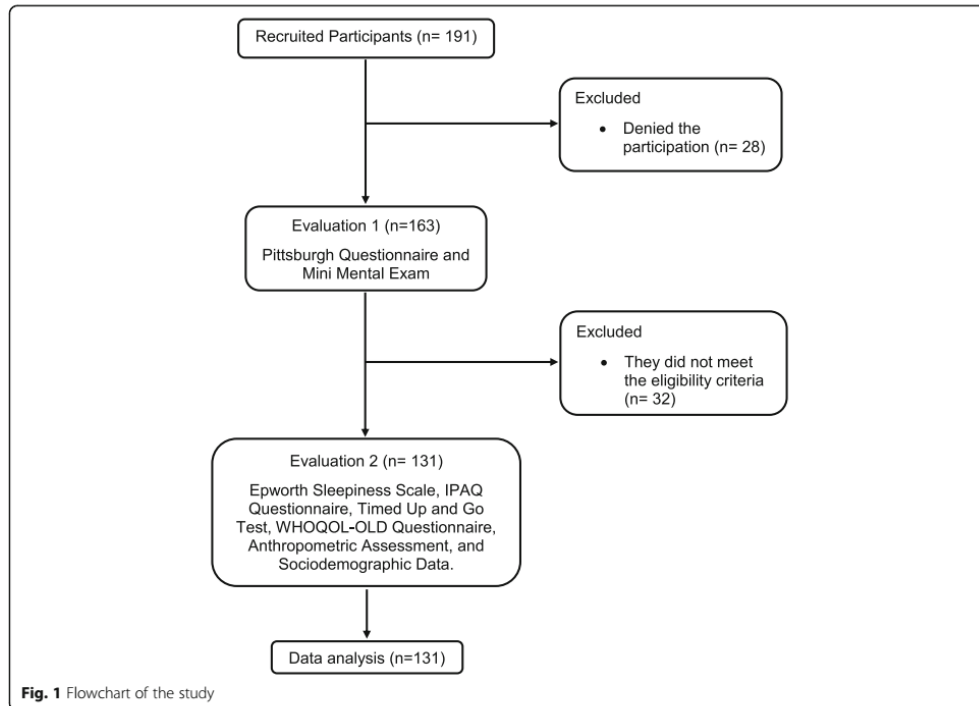 Recruited Participants (n= 191)
Excluded
• Denied the
participation (n= 28)
Evaluation 1 (n=163)
Pittsburgh Questionnaire and
Mini Mental Exam
Excluded
• They did not meet
the eligibility criteria
(n= 32)
Evaluation 2 (n= 131)
Epworth Sleepiness Scale, IPAQ
Questionnaire, Timed Up and Go
Test, WHOQOL-OLD Questionnaire,
Anthropometric Assessment, and
Sociodemographic Data.
Data analysis (n=131)
Fig. 1 Flowchart of the study